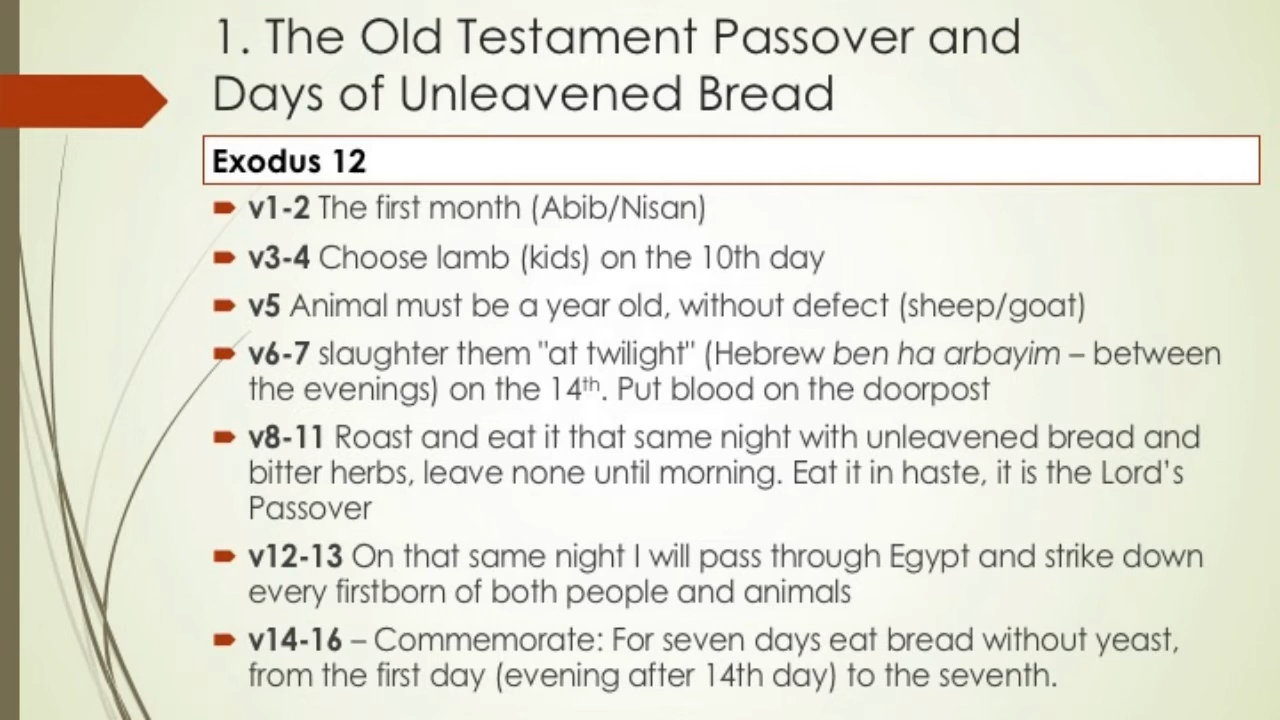 1. The Old Testament Passover and
Days of Unleavened Bread
Exodus 12
v1-2 The first month (Abib/Nisan)
v3-4 Choose lamb (kids) on the 10th day
v5 Animal must be a year old, without defect (sheep/goat)
v6-7 slaughter them "at twilight" (Hebrew ben ha arbayim – between
the evenings) on the 14th. Put blood on the doorpost
v8-11 Roast and eat it that same night with unleavened bread and
bitter herbs, leave none until morning. Eat it in haste, it is the Lord’s
Passover
v12-13 On that same night I will pass through Egypt and strike down
every firstborn of both people and animals
v14-16 – Commemorate: For seven days eat bread without yeast,
from the first day (evening after 14th day) to the seventh.